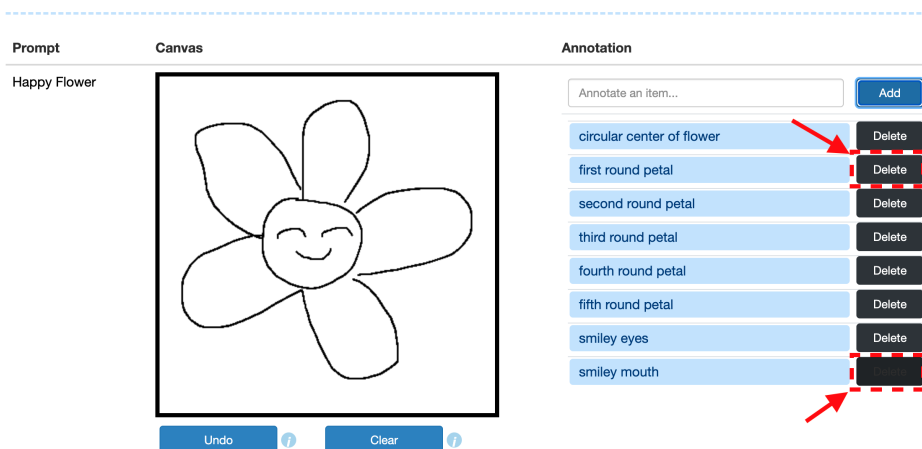 Prompt Canvas Annotation
Happy Flower
Annotate an item... Add
circular center of flower Delete
first round petal Delete
second round petal Delete
third round petal Delete
fourth round petal Delete
fifth round petal Delete
smiley eyes Delete
smiley mouth Delete
Undo i Clear i